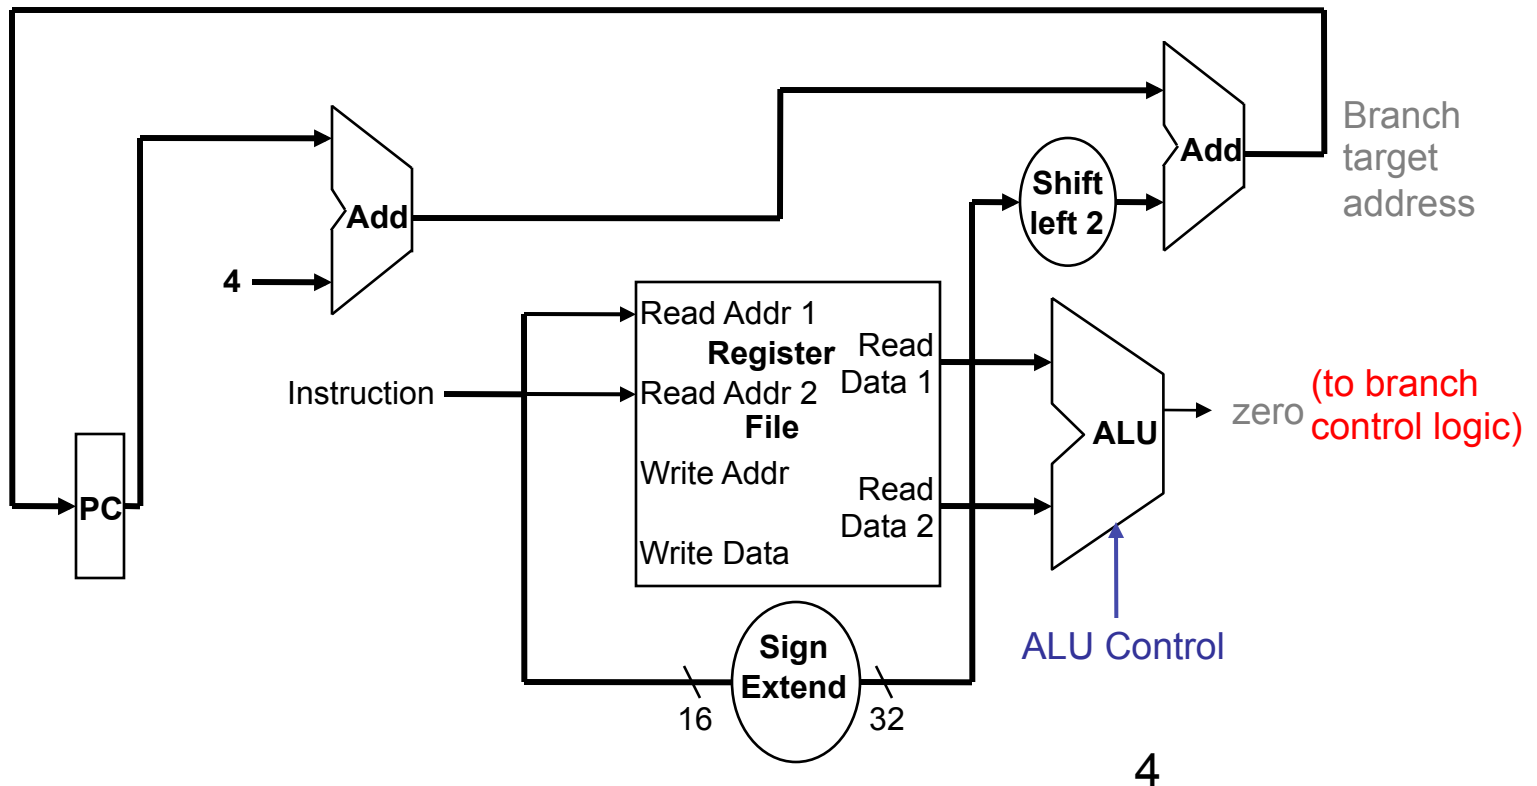 Branch
target
address
Add
Shift
left 2
Add
4
Read Addr 1
Register
Read
Data 1
Instruction
Read Addr 2
File
(to branch
control logic)
zero
ALU
PC
Write Addr
Read
Data 2
Write Data
ALU Control
Sign
Extend
16
32
4